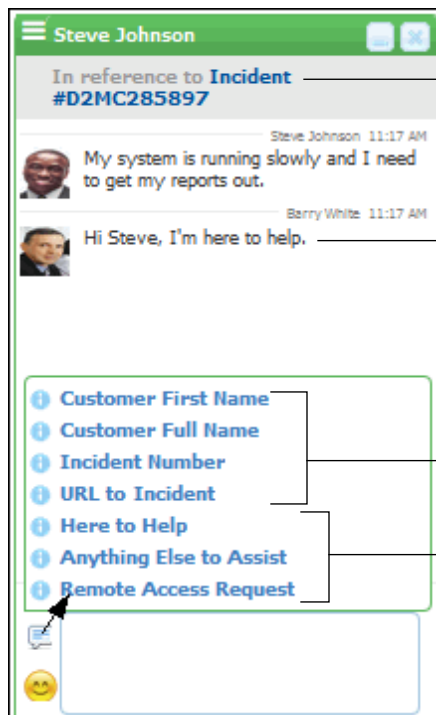 Steve Johnson
In reference to Incident
#D2MC285897
Steve Johnson 11:17 AM
My system is running slowly and I need
to get my reports out.
Barry White 11:17 AM
Hi Steve, I'm here to help.
Customer First Name
Customer Full Name
Incident Number
URL to Incident
Here to Help
Anything Else to Assist
Remote Access Request